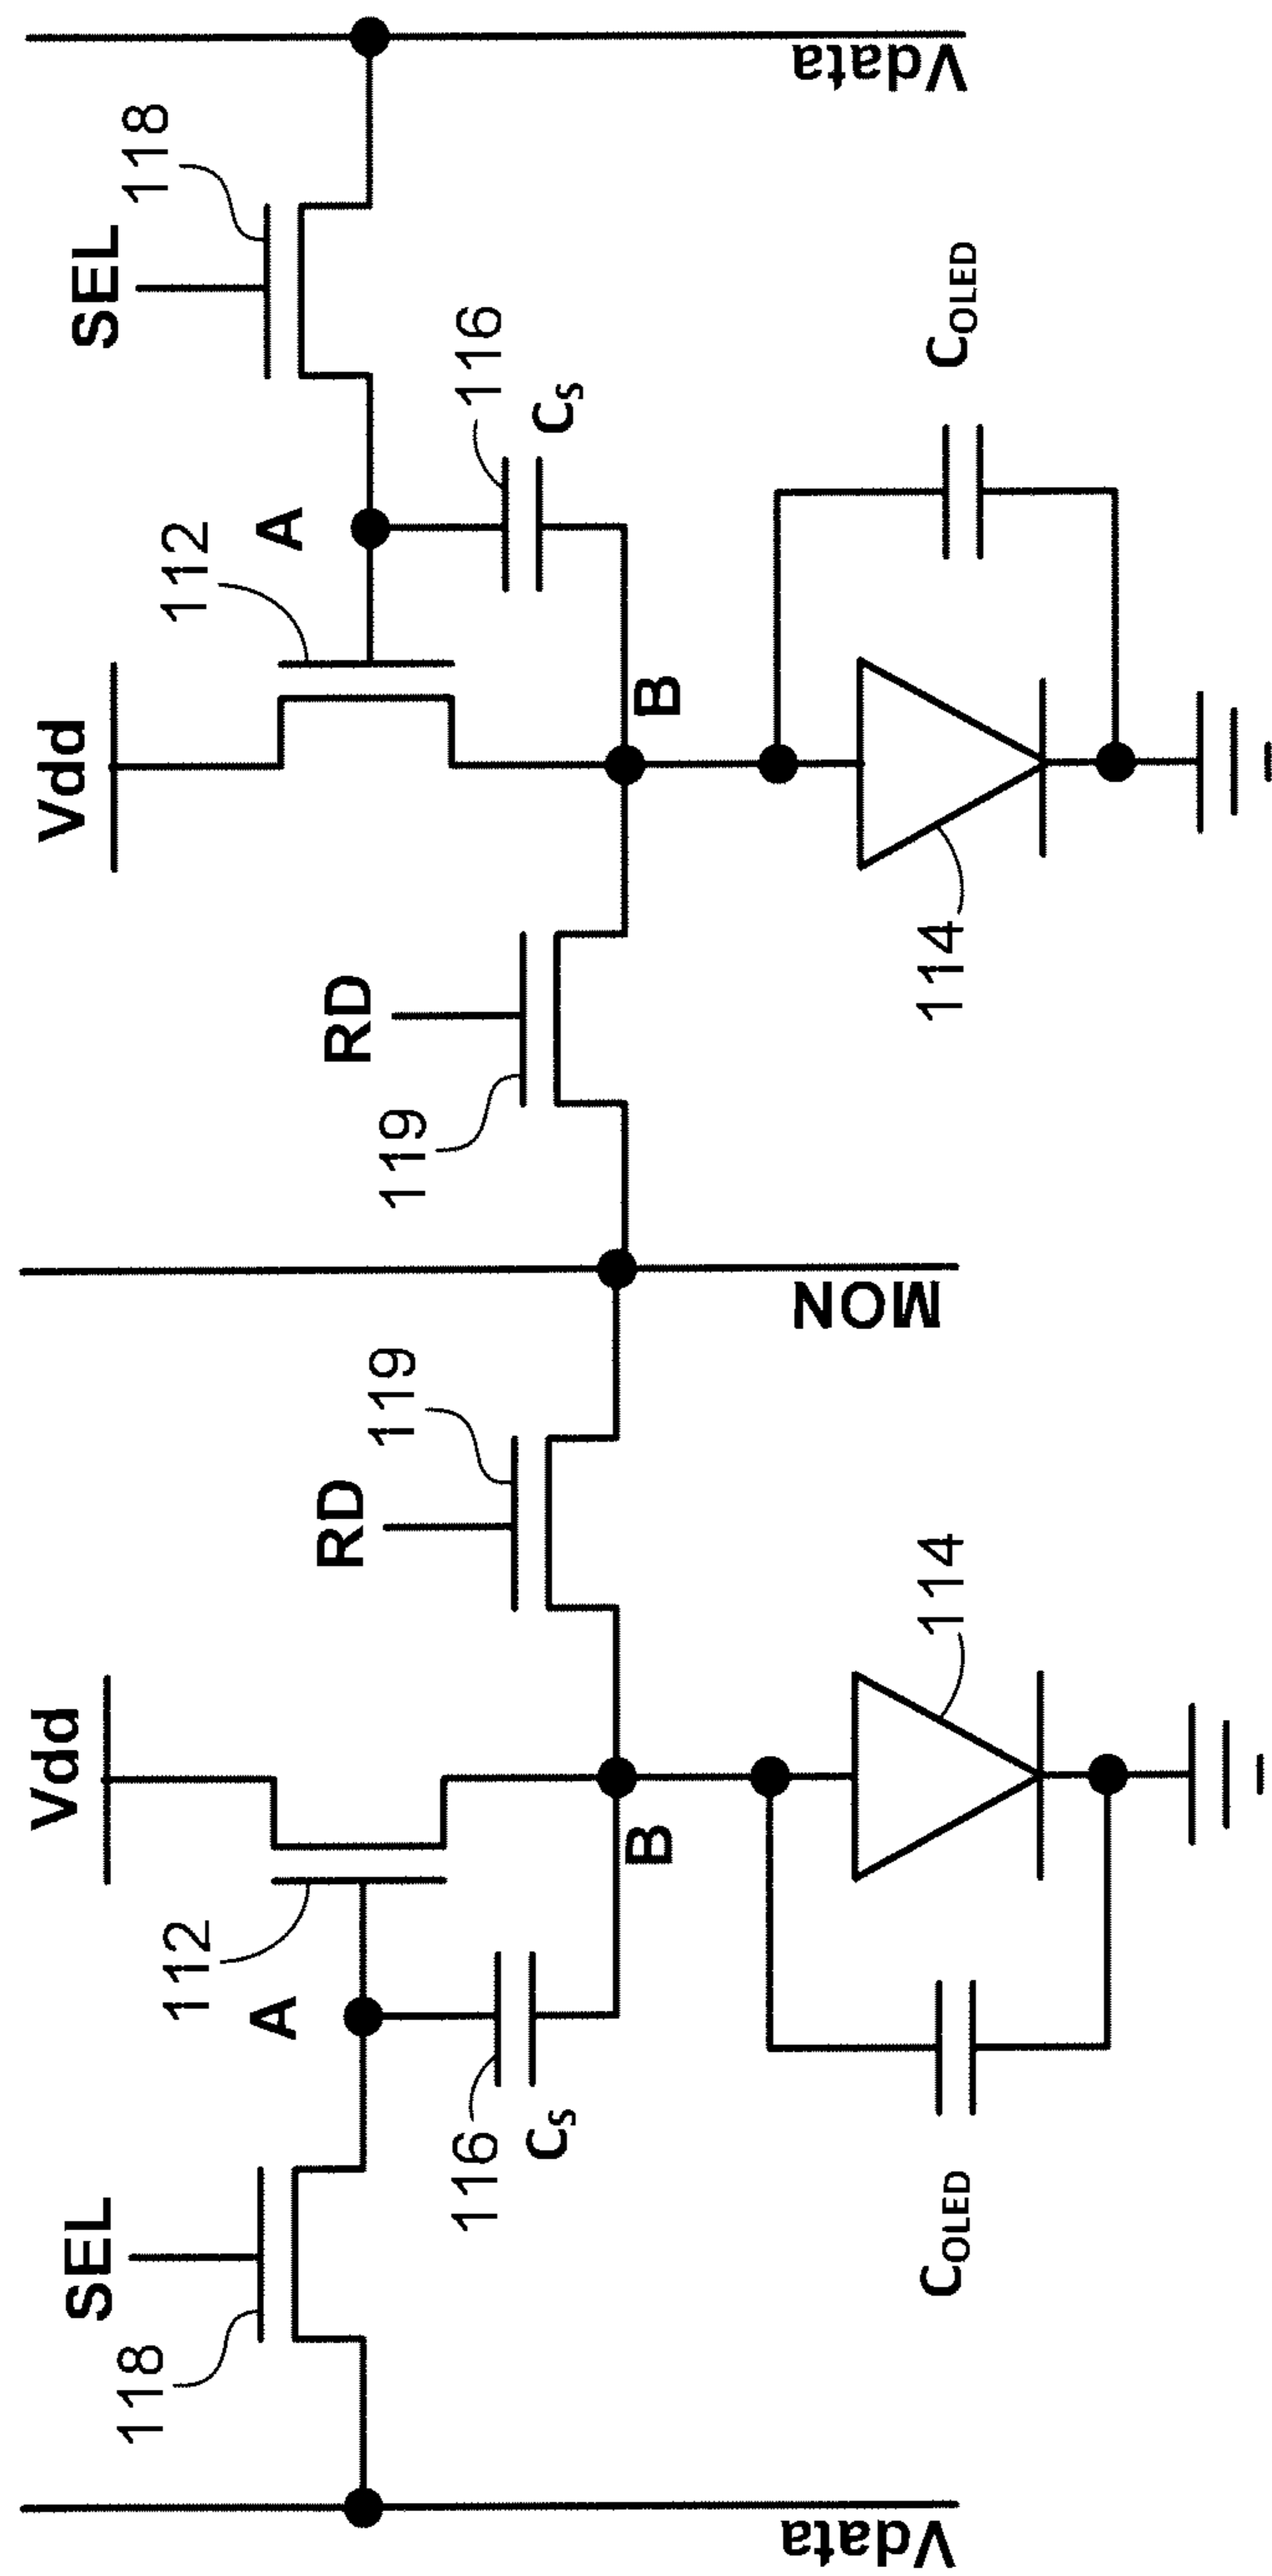 Vdd
Vdd
SEL
SEL
118
112
112
118
A
A
RD
RD
119
119
116
Cs
116
Cs
B
B
114
114
COLED
COLED
Vdata
MON
Vdata